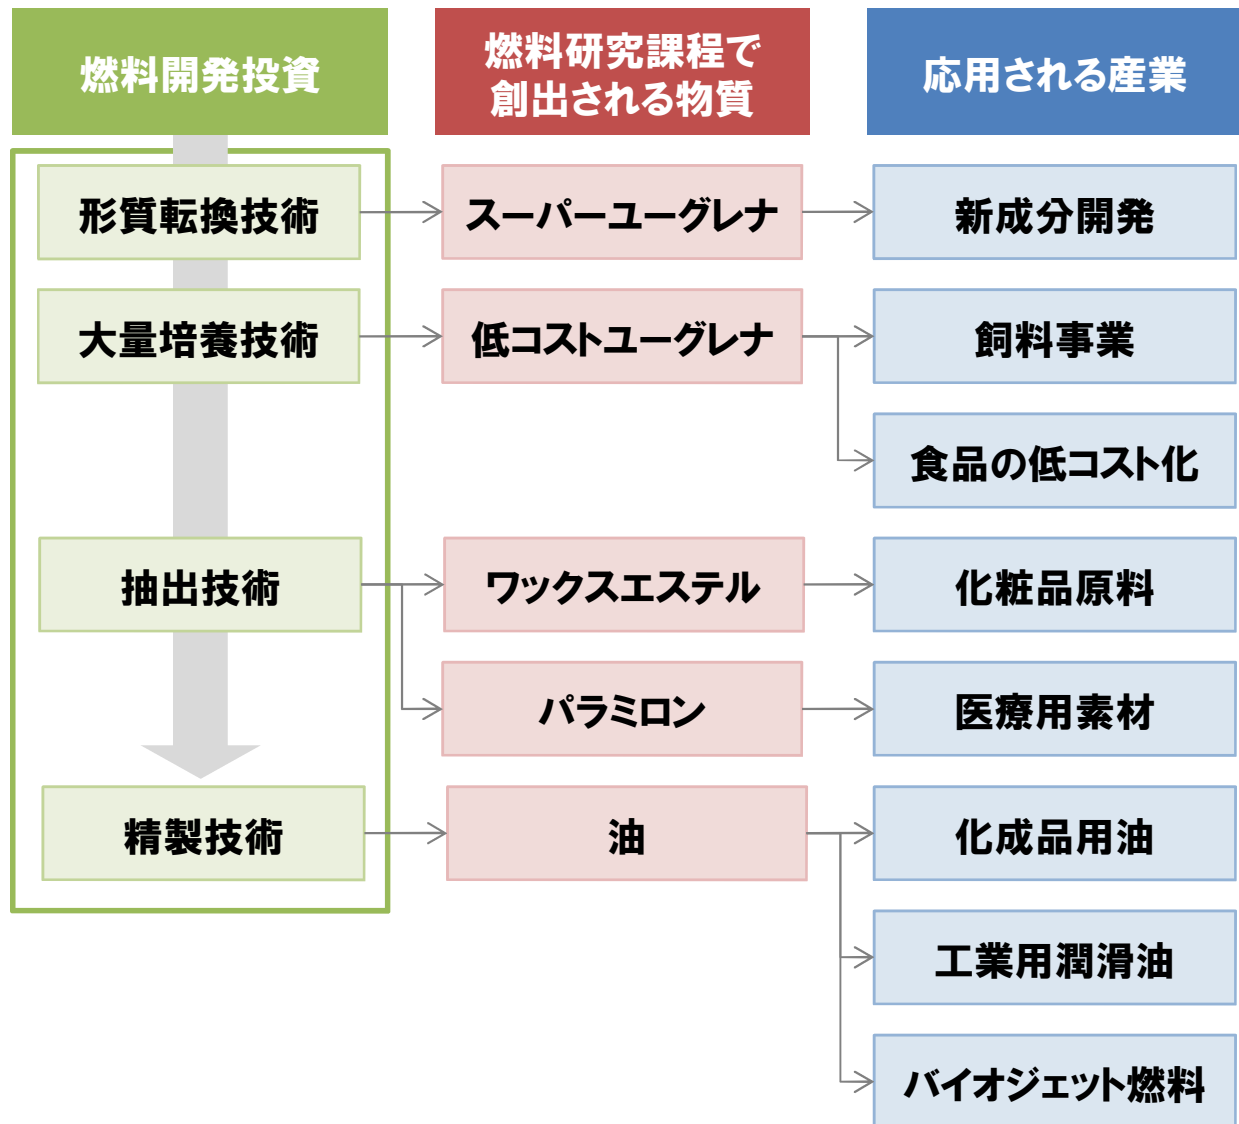 燃料開発投資
燃料研究課程で
創出される物質
応用される産業
形質転換技術
スーパーユーグレナ
新成分開発
大量培養技術
低コストユーグレナ
飼料事業
食品の低コスト化
抽出技術
ワックスエステル
化粧品原料
パラミロン
医療用素材
精製技術
油
化成品用油
工業用潤滑油
バイオジェット燃料